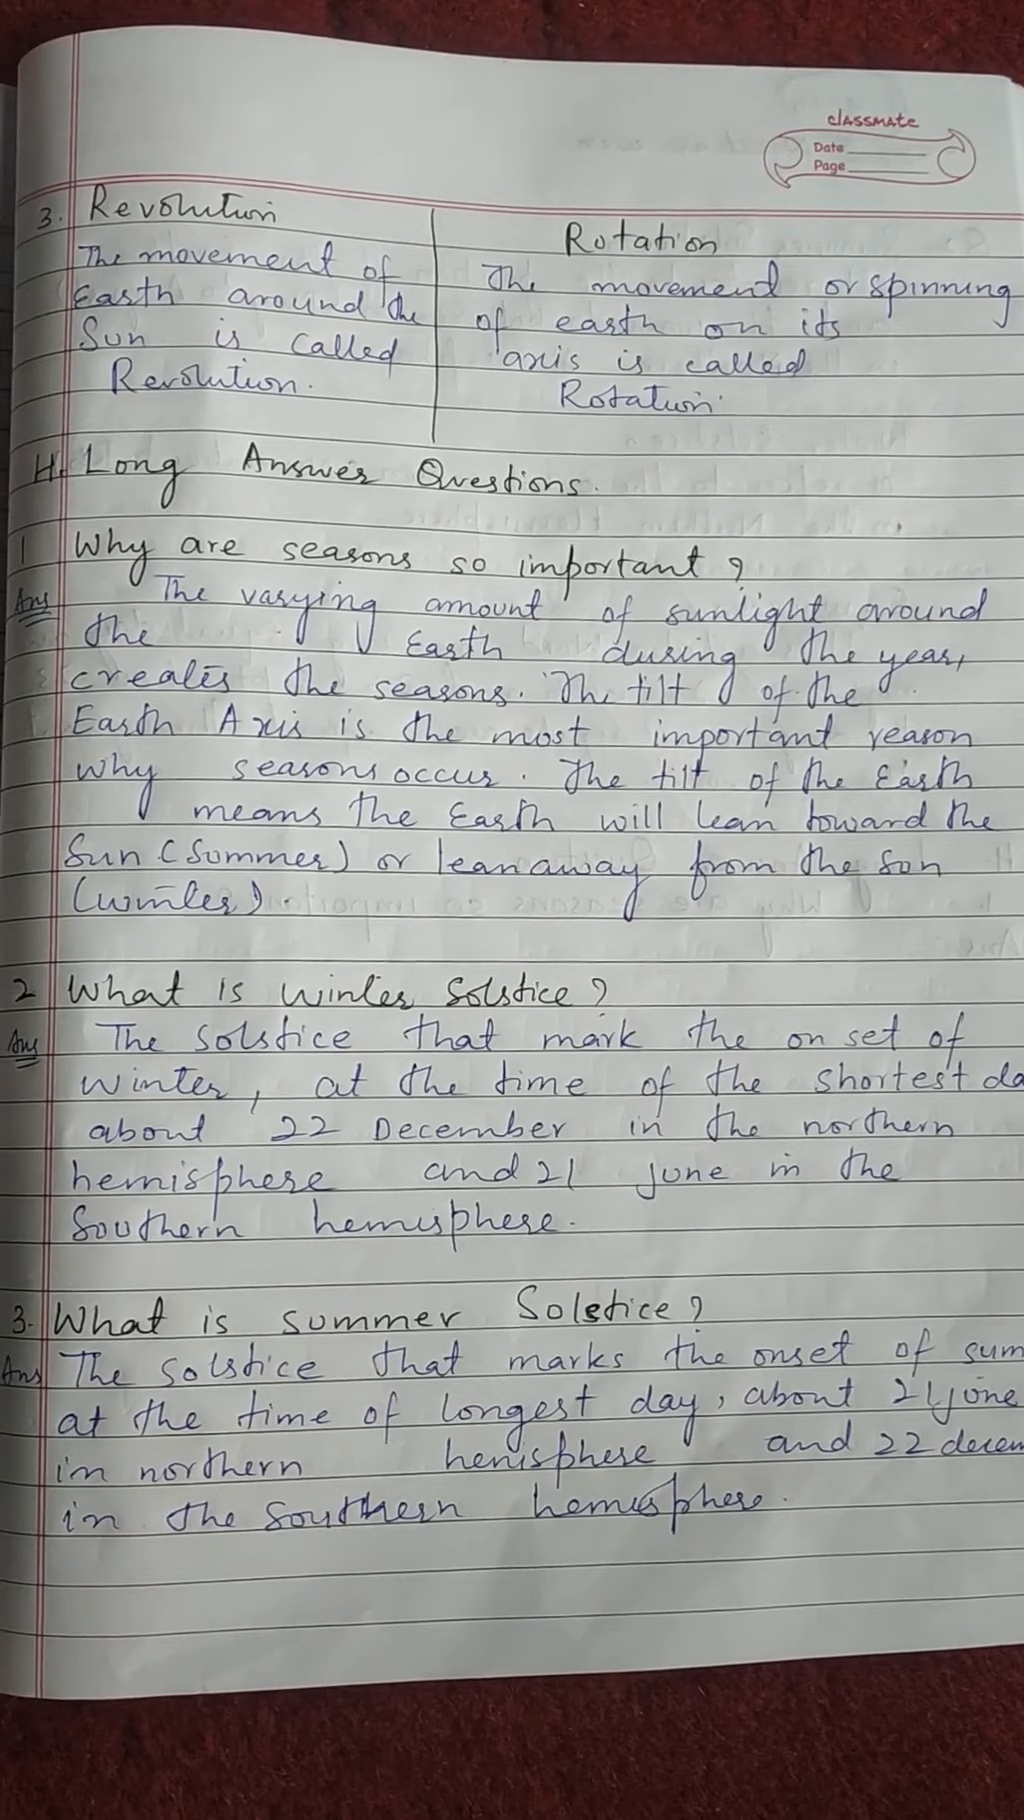 classmate
Date
Page
3. Revolution
The movement of
Earth around the
Sun is called
Revolution.
Rotation
The movement or spinning
of earth on its
axis is called
Rotation.
H. Long Answer Questions.
1 Why are seasons so important ?
Ans The varying amount of sunlight around
the Earth during the year,
creates the seasons. The tilt of the
Earth Axis is the most important reason
why seasons occur. The tilt of the Earth
means the Earth will lean toward the
Sun (Summer) or lean away from the Sun
(winter).
2 What is winter Solstice ?
Ans The Solstice that mark the on set of
winter, at the time of the shortest da
about 22 December in the northern
hemisphere and 21 June in the
Southern hemisphere.
3. What is summer Solstice ?
Ans The Solstice that marks the onset of sum
at the time of longest day, about 21 June
in northern hemisphere and 22 decem
in the Southern hemisphere.